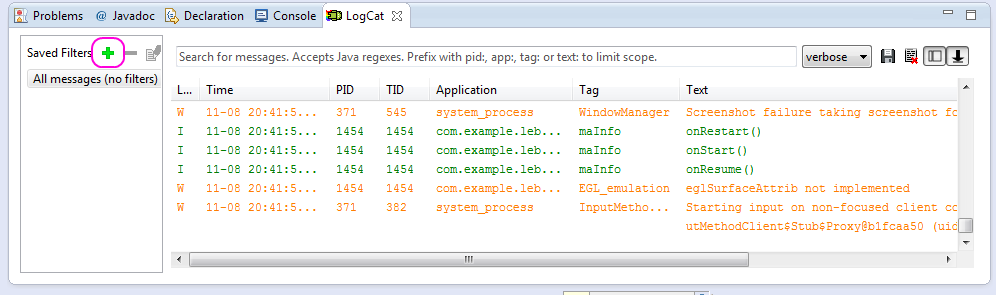 Problems @ Javadoc Declaration Console LogCat
Saved Filters
All messages (no filters)
Search for messages. Accepts Java regexes. Prefix with pid:, app:, tag: or text: to limit scope.
verbose
L... Time PID TID Application Tag Text
W 11-08 20:41:5... 371 545 system_process WindowManager Screenshot failure taking screenshot fo
I 11-08 20:41:5... 1454 1454 com.example.leb... maInfo onRestart()
I 11-08 20:41:5... 1454 1454 com.example.leb... maInfo onStart()
I 11-08 20:41:5... 1454 1454 com.example.leb... maInfo onResume()
W 11-08 20:41:5... 1454 1454 com.example.leb... EGL_emulation eglSurfaceAttrib not implemented
W 11-08 20:41:5... 371 382 system_process InputMetho... Starting input on non-focused client co
utMethodClient$Stub$Proxy@b1fcaa50 (uid